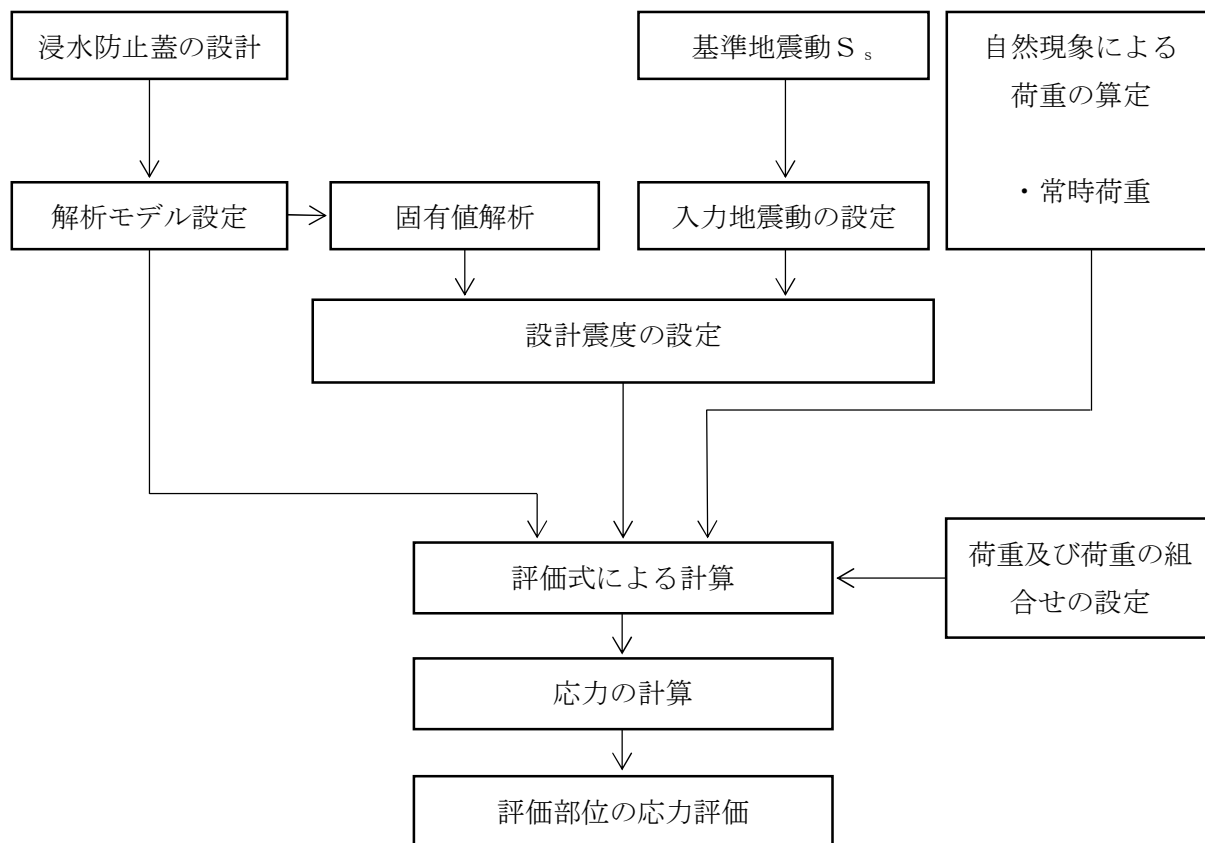 浸水防止蓋の設計
基準地震動Ｓｓ
自然現象による
荷重の算定
・常時荷重
解析モデル設定
固有値解析
入力地震動の設定
設計震度の設定
評価式による計算
荷重及び荷重の組
合せの設定
応力の計算
評価部位の応力評価